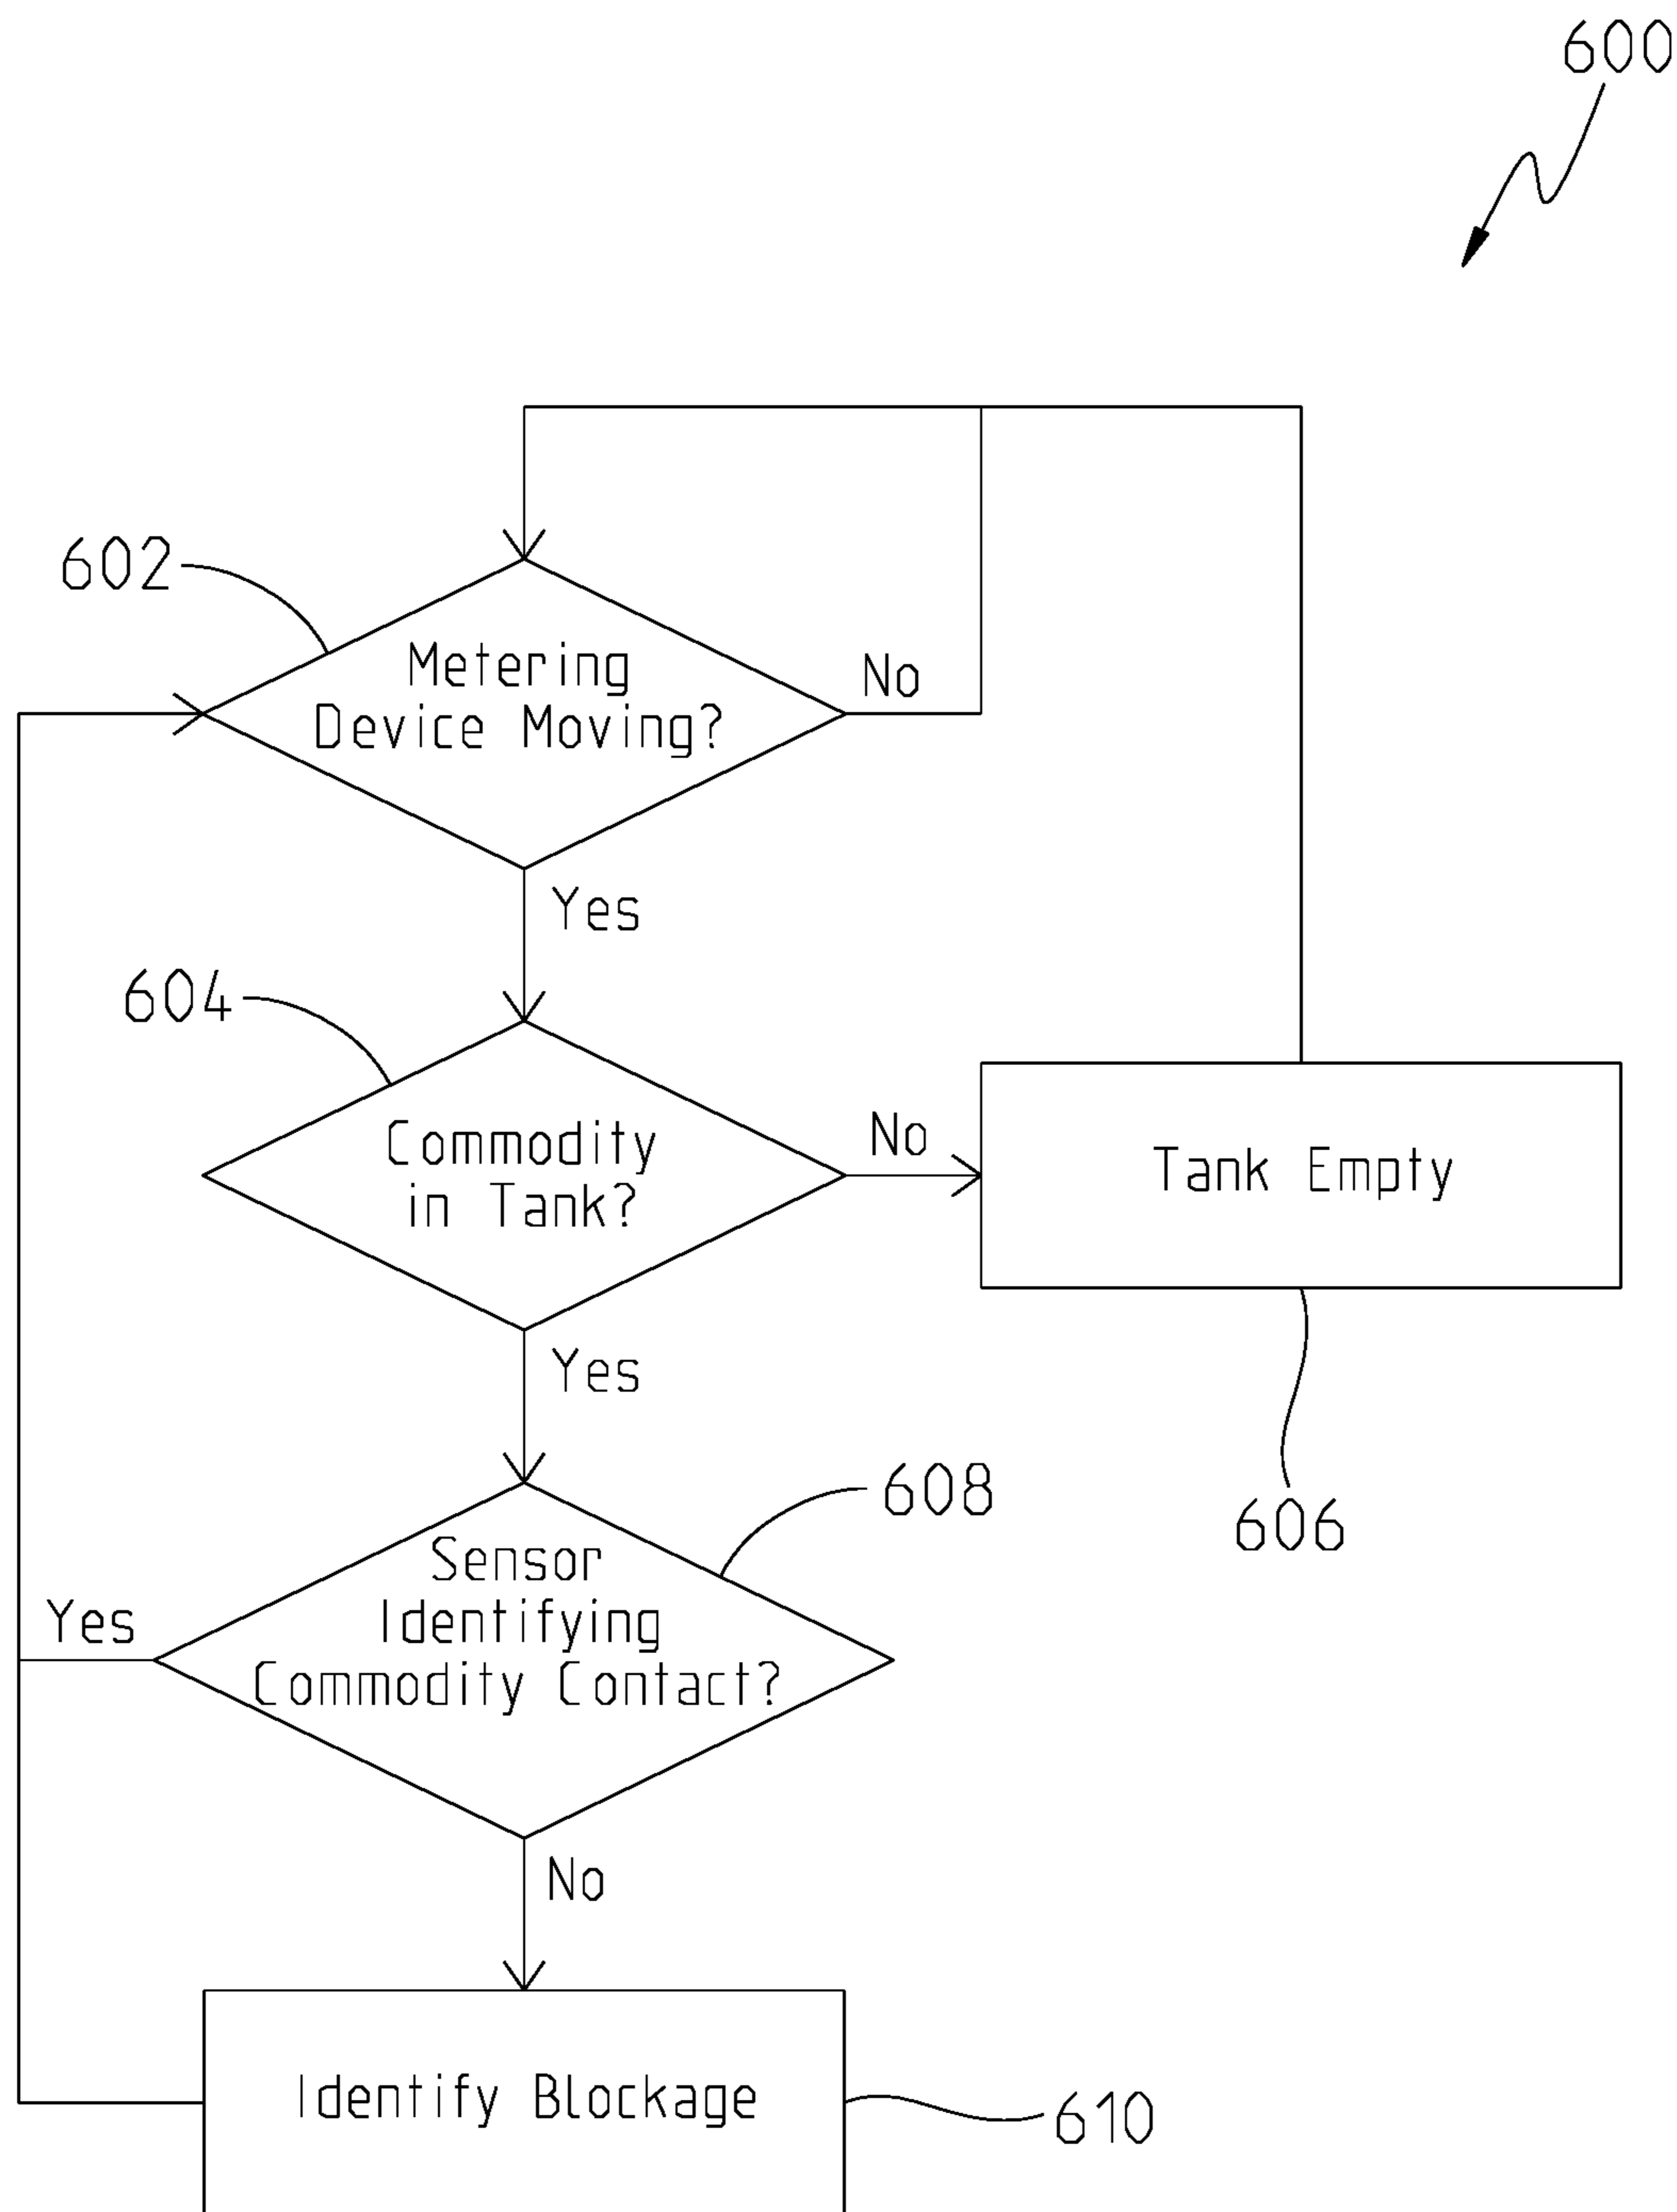 600
602
Metering
Device Moving?
No
Yes
604
Commodity
in Tank?
No
Tank Empty
Yes
606
608
Sensor
Identifying
Commodity Contact?
Yes
No
Identify Blockage
610